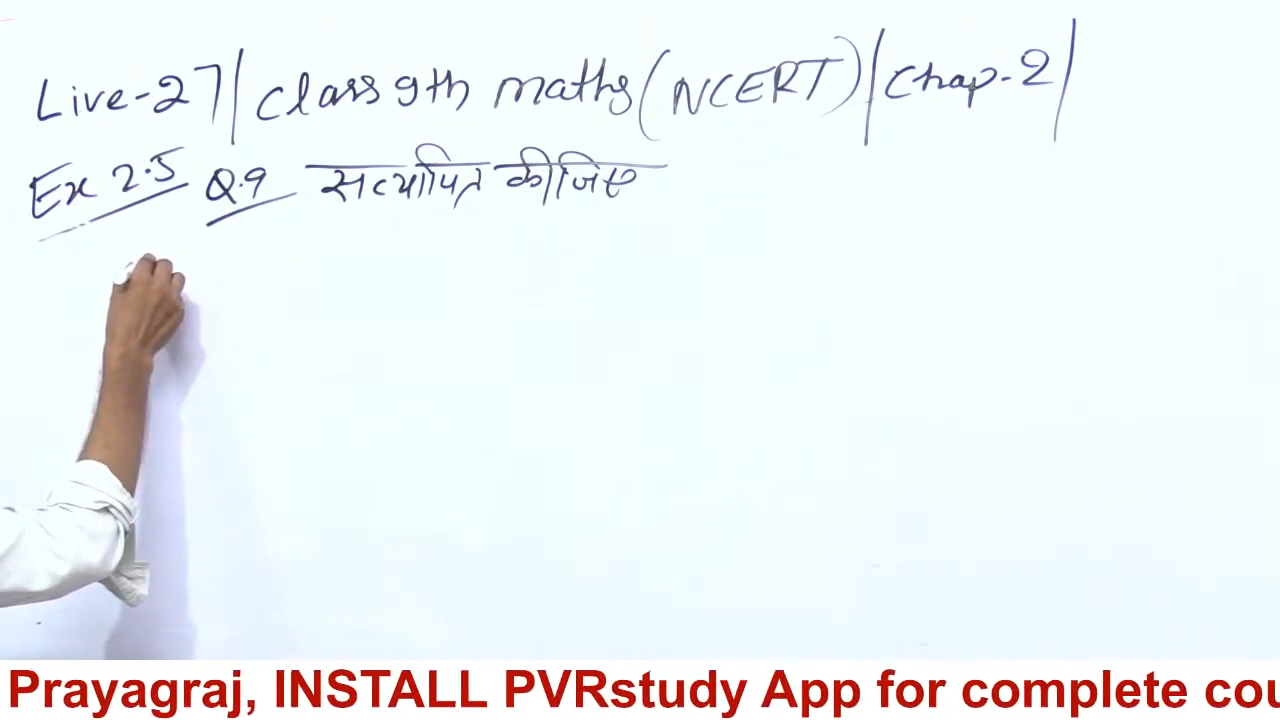 Live-27| Class 9th maths (NCERT)| Chap-2|
Ex 2.5 Q.9 सत्यापित कीजिए
Prayagraj, INSTALL PVRstudy App for complete cou